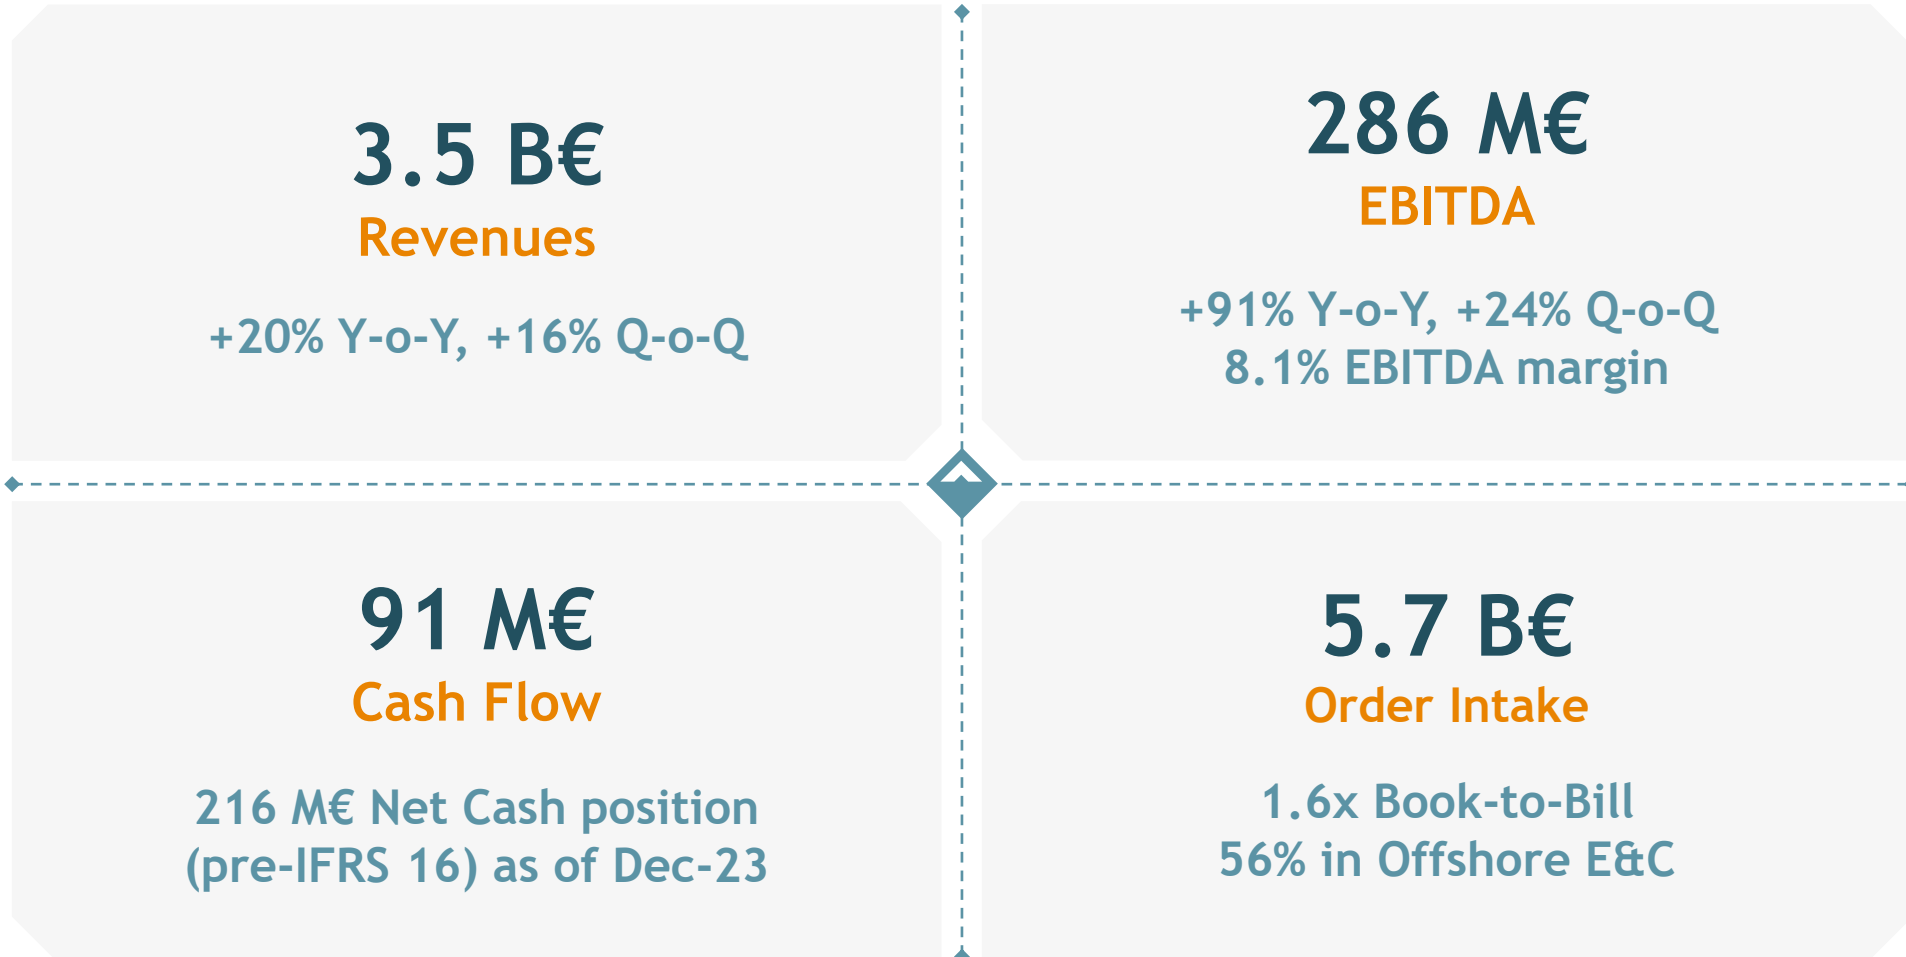 3.5 B€
Revenues
+20% Y-o-Y, +16% Q-o-Q
286 M€
EBITDA
+91% Y-o-Y, +24% Q-o-Q
8.1% EBITDA margin
91 M€
Cash Flow
216 M€ Net Cash position
(pre-IFRS 16) as of Dec-23
5.7 B€
Order Intake
1.6x Book-to-Bill
56% in Offshore E&C